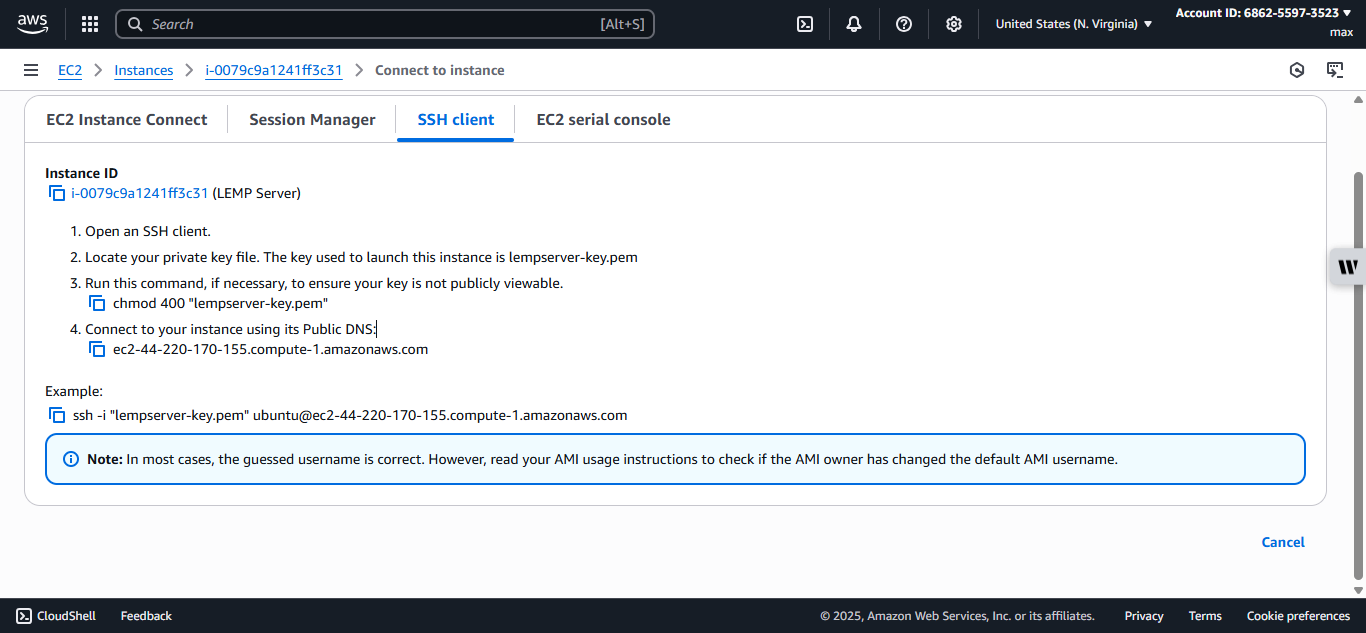 aws
Search [Alt+S]
United States (N. Virginia)
Account ID: 6862-5597-3523
max
EC2 > Instances > i-0079c9a1241ff3c31 > Connect to instance
EC2 Instance Connect
Session Manager
SSH client
EC2 serial console
Instance ID
i-0079c9a1241ff3c31 (LEMP Server)
1. Open an SSH client.
2. Locate your private key file. The key used to launch this instance is lempserver-key.pem
3. Run this command, if necessary, to ensure your key is not publicly viewable.
chmod 400 "lempserver-key.pem"
4. Connect to your instance using its Public DNS:
ec2-44-220-170-155.compute-1.amazonaws.com
Example:
ssh -i "lempserver-key.pem" ubuntu@ec2-44-220-170-155.compute-1.amazonaws.com
Note: In most cases, the guessed username is correct. However, read your AMI usage instructions to check if the AMI owner has changed the default AMI username.
Cancel
W
CloudShell Feedback © 2025, Amazon Web Services, Inc. or its affiliates. Privacy Terms Cookie preferences